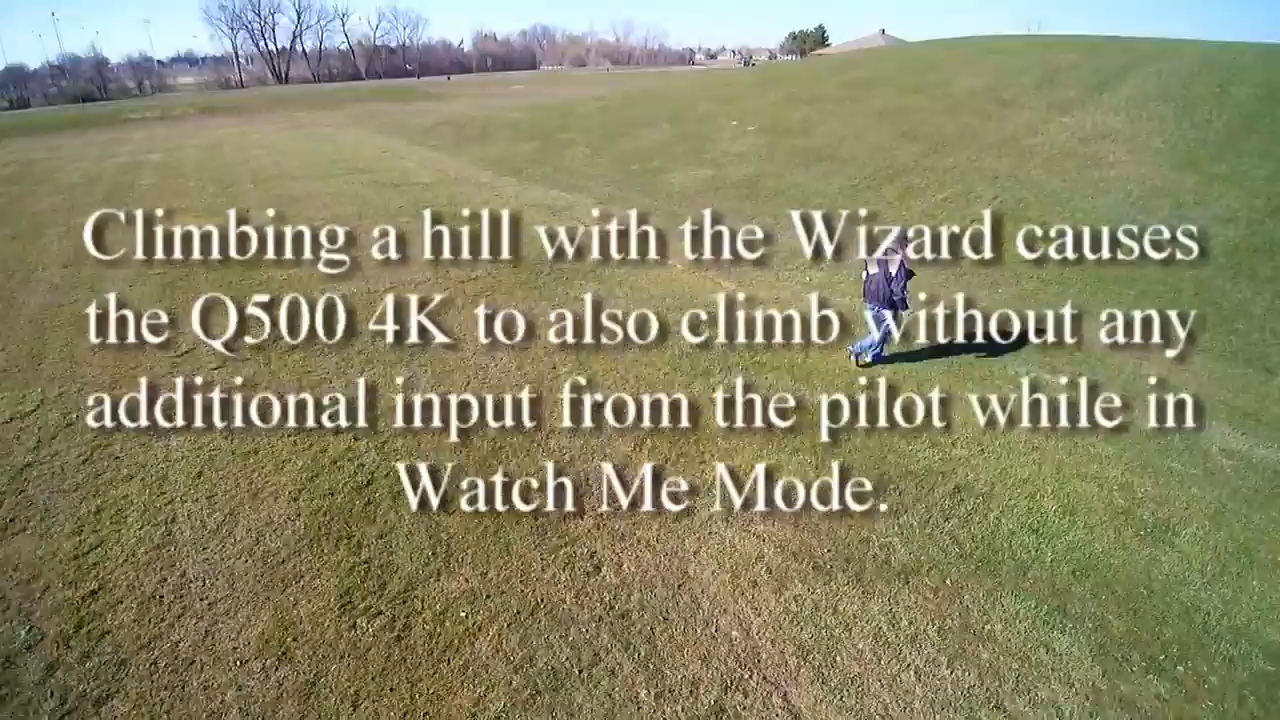 Climbing a hill with the Wizard causes
the Q500 4K to also climb without any
additional input from the pilot while in
Watch Me Mode.